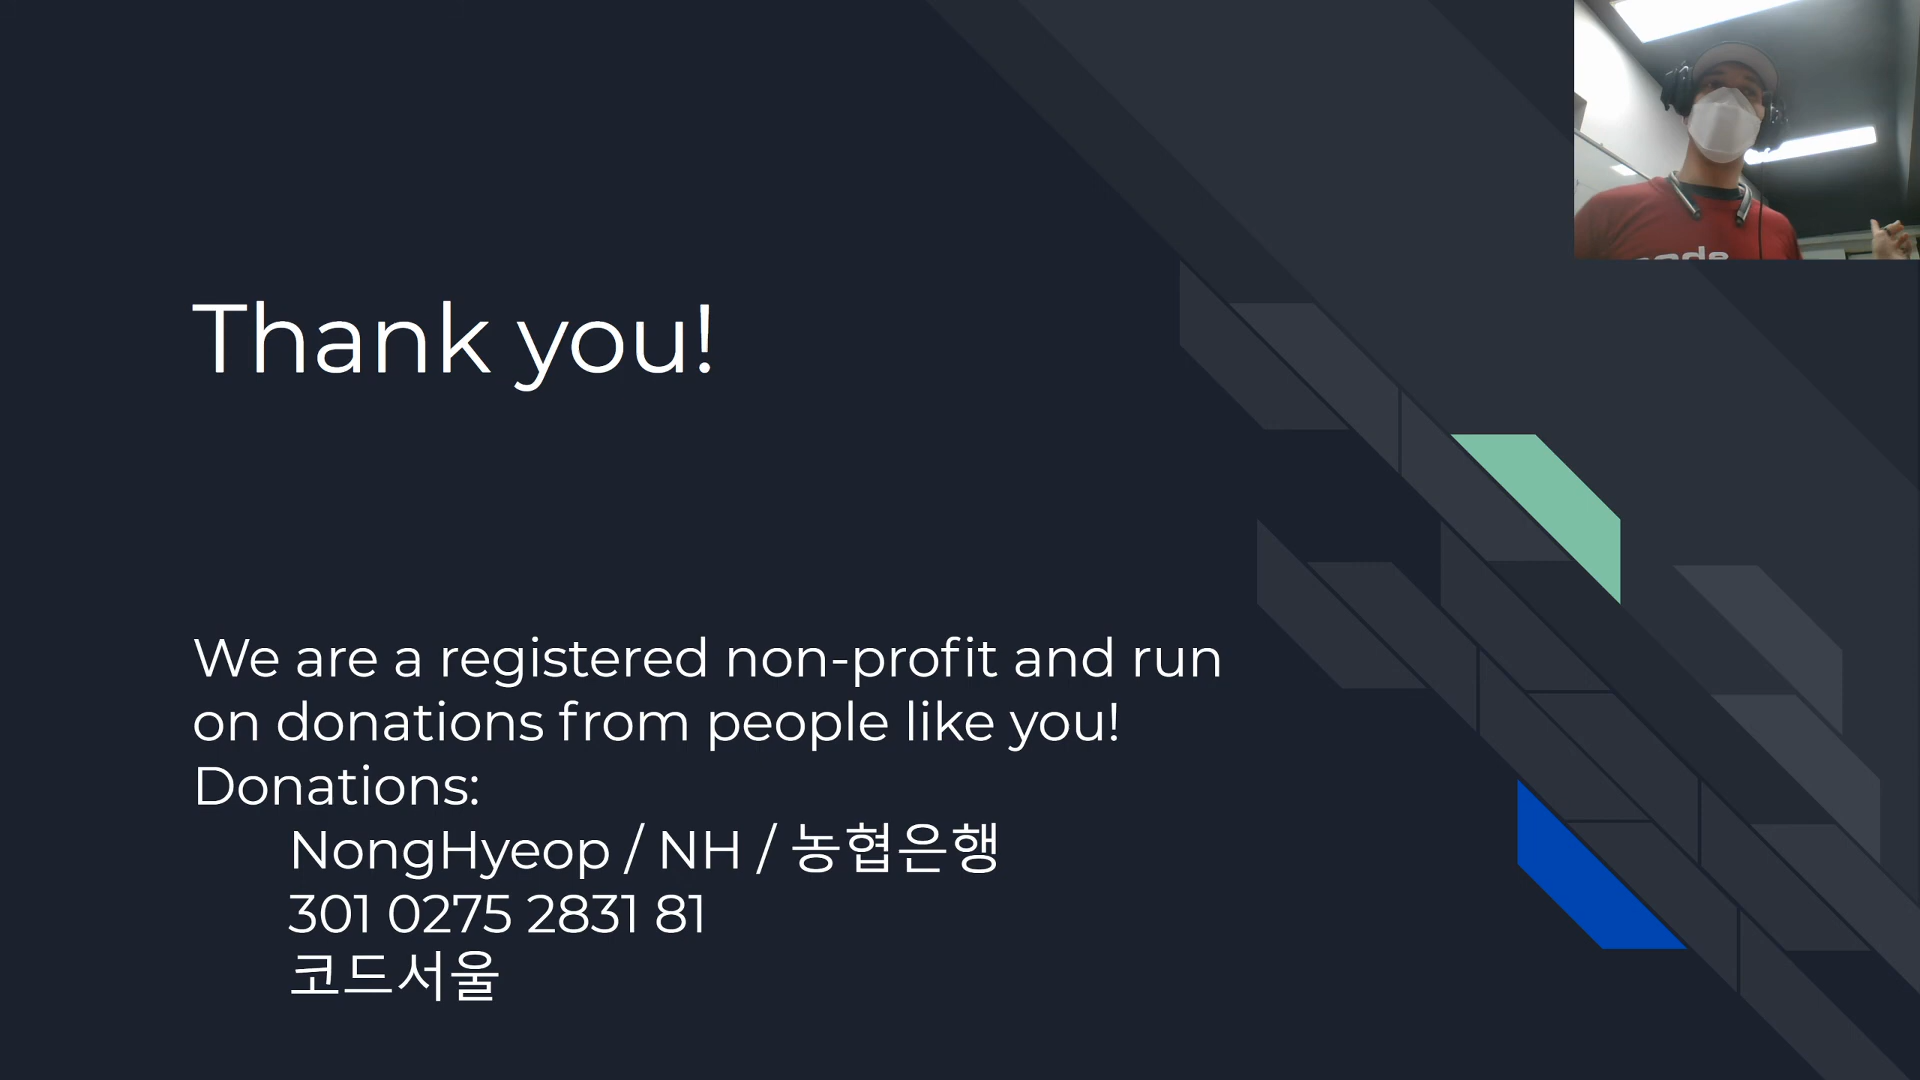 Thank you!
We are a registered non-profit and run
on donations from people like you!
Donations:
NongHyeop / NH / 농협은행
301 0275 2831 81
코드서울